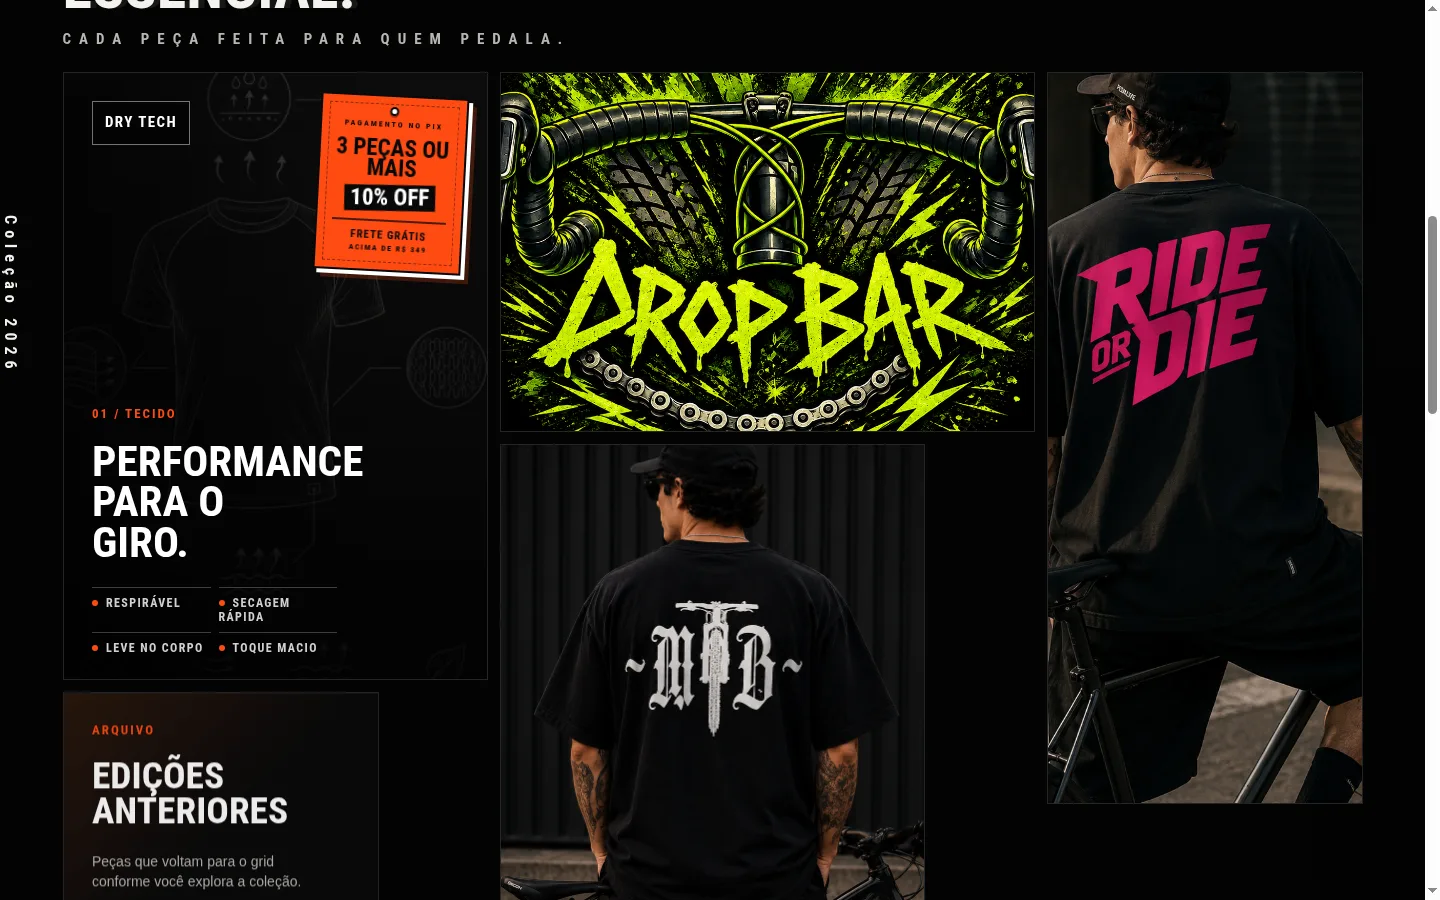 CADA PEÇA FEITA PARA QUEM PEDALA.
Coleção 2026
DRY TECH
PAGAMENTO NO PIX
3 PEÇAS OU
MAIS
10% OFF
FRETE GRÁTIS
ACIMA DE R$ 349
01 / TECIDO
PERFORMANCE
PARA O
GIRO.
RESPIRÁVEL
SECAGEM
RÁPIDA
LEVE NO CORPO
TOQUE MACIO
ARQUIVO
EDIÇÕES
ANTERIORES
Peças que voltam para o grid
conforme você explora a coleção.
DROP BAR
~MTB~
RIDE
OR
DIE